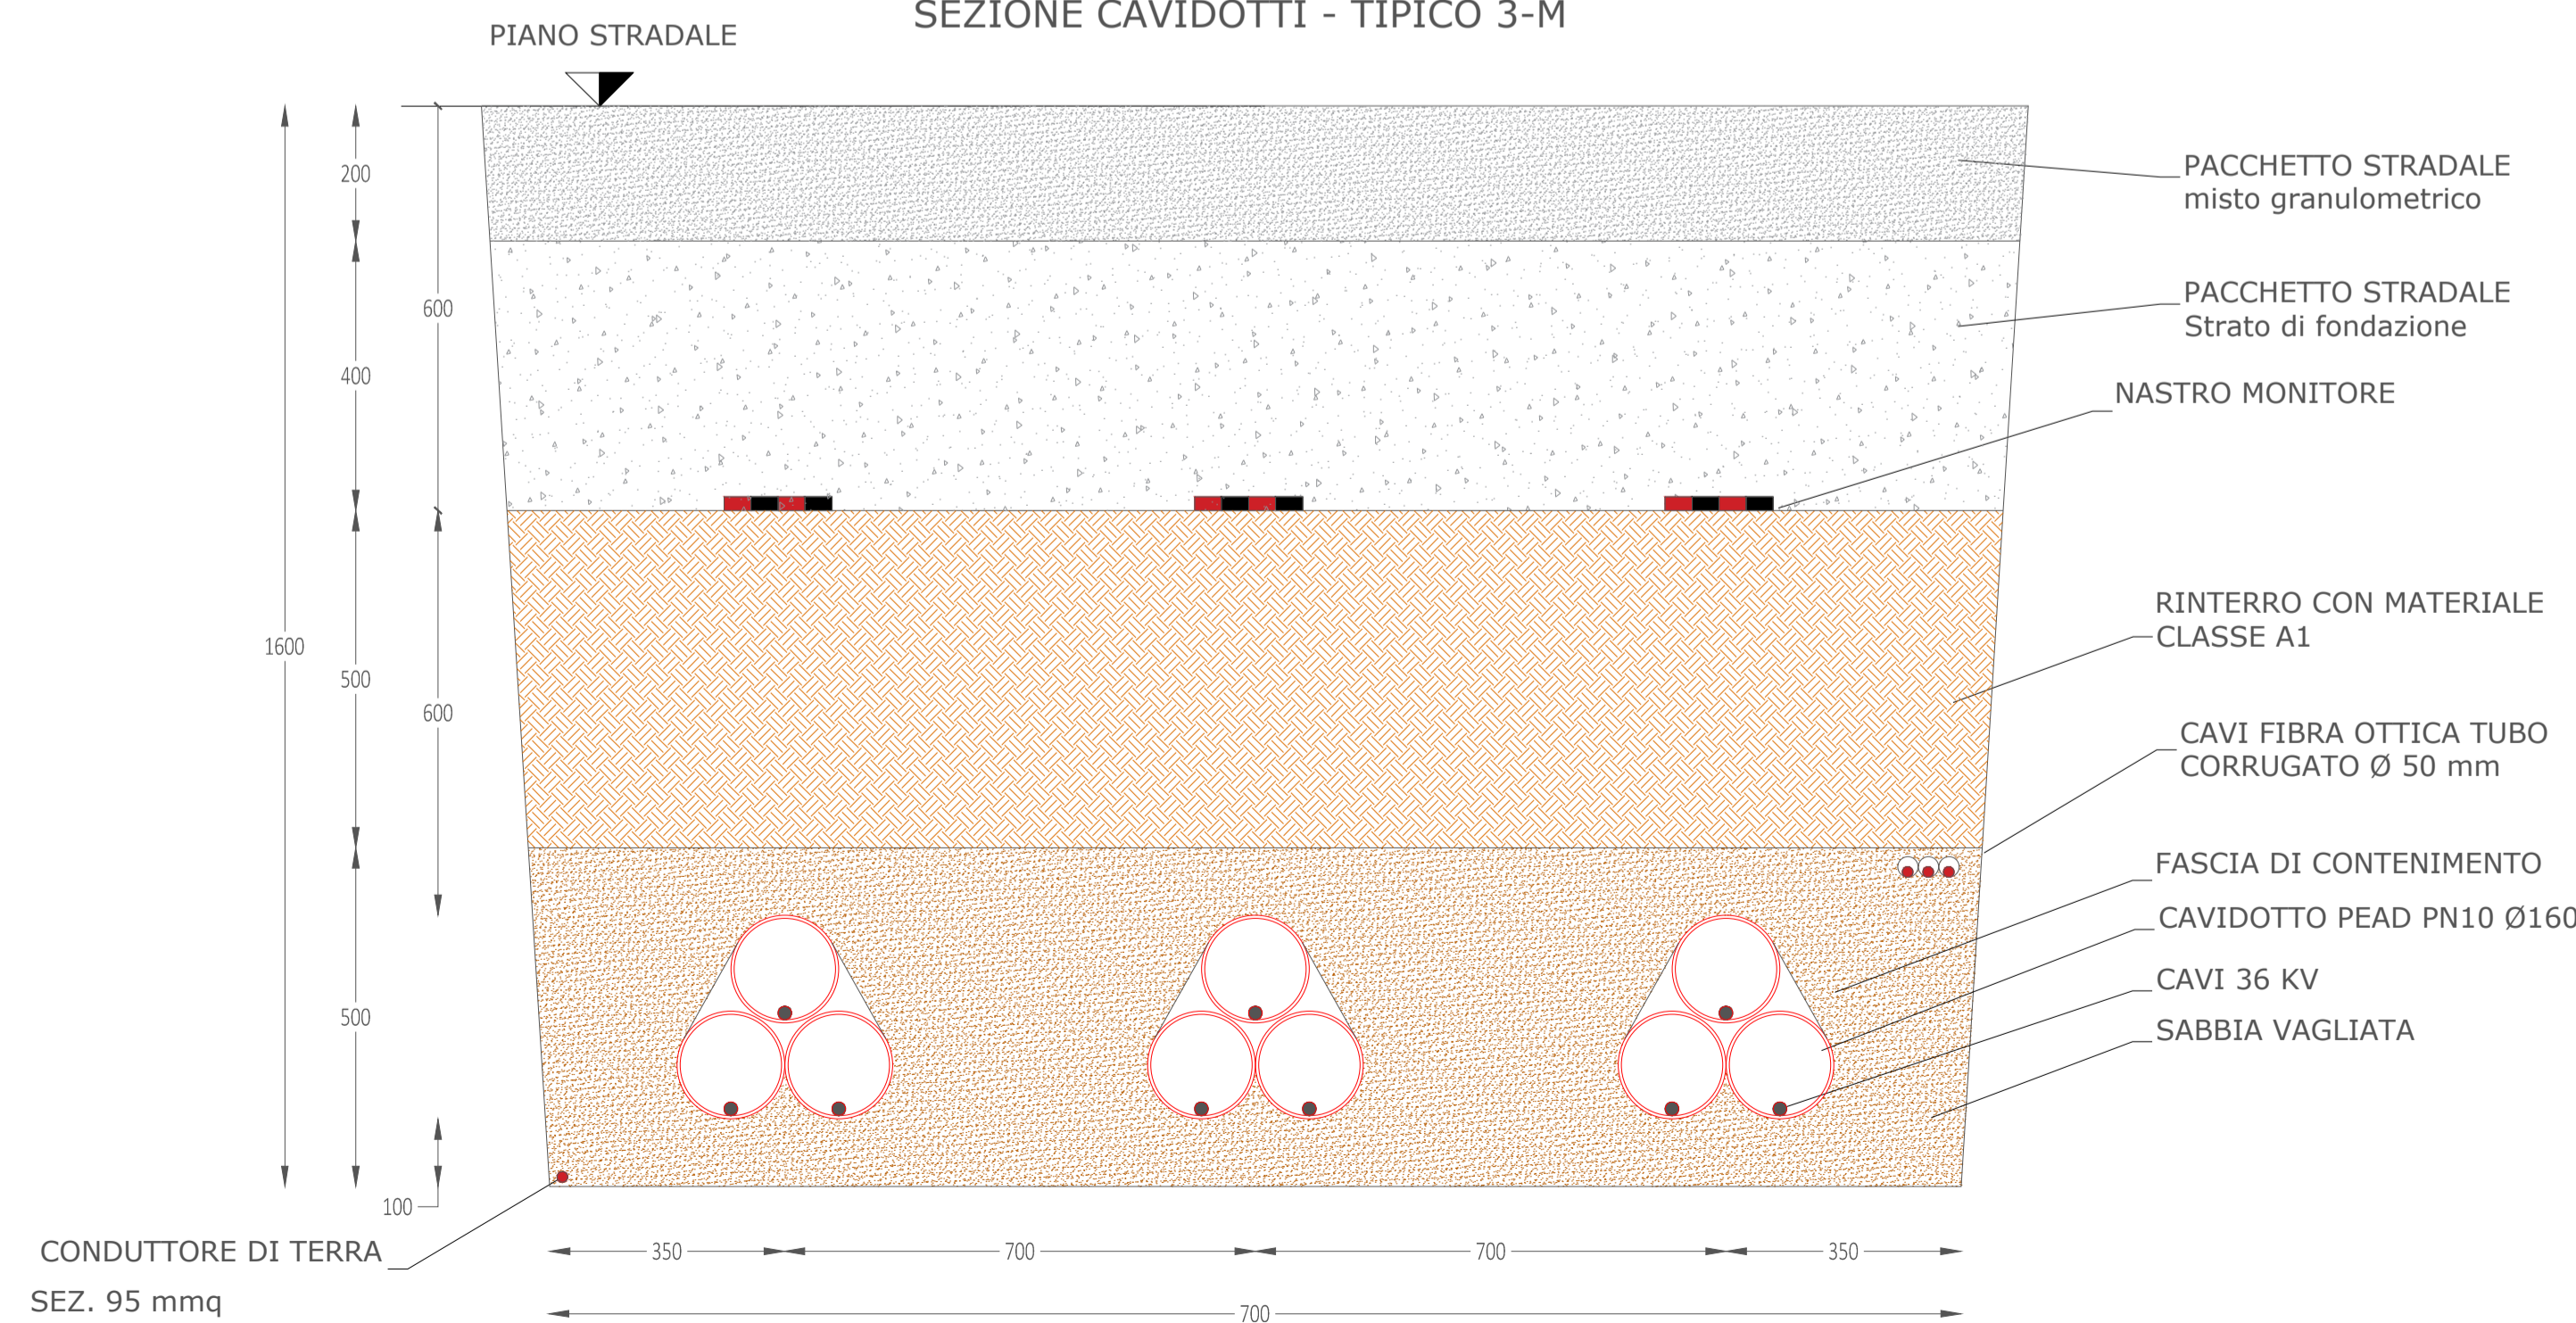 SEZIONE CAVIDOTTI - TIPICO 3-M
PIANO STRADALE
200
PACCHETTO STRADALE
misto granulometrico
600
PACCHETTO STRADALE
Strato di fondazione
400
NASTRO MONITORE
RINTERRO CON MATERIALE
CLASSE A1
1600
500
600
CAVI FIBRA OTTICA TUBO
CORRUGATO Ø 50 mm
FASCIA DI CONTENIMENTO
CAVIDOTTO PEAD PN10 Ø160
CAVI 36 KV
500
SABBIA VAGLIATA
100
CONDUTTORE DI TERRA
SEZ. 95 mmq
350 700 700 350
700